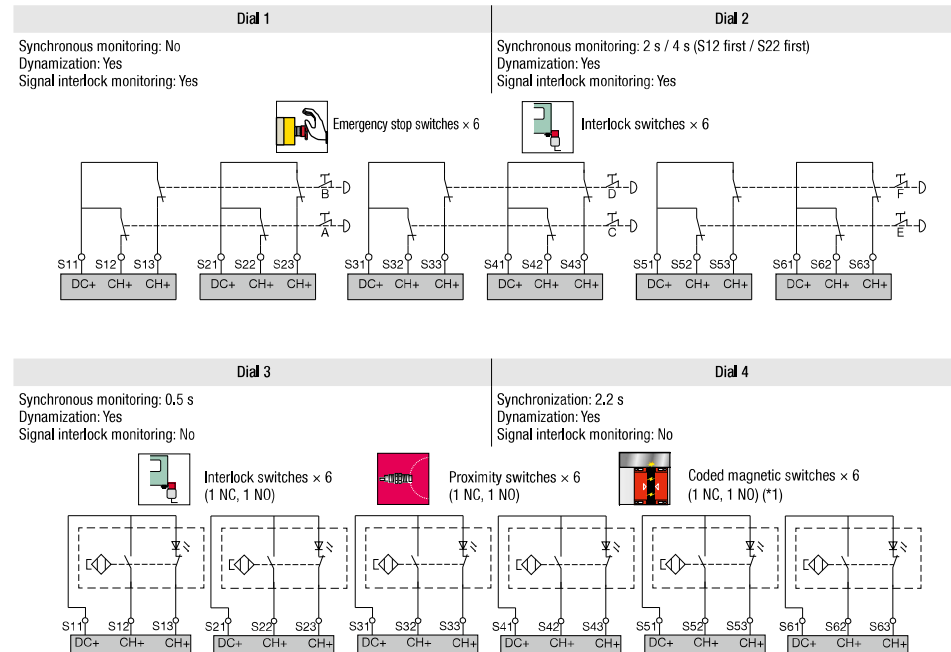 Dial 1
Dial 2
Synchronous monitoring: No
Dynamization: Yes
Signal interlock monitoring: Yes
Synchronous monitoring: 2 s / 4 s (S12 first / S22 first)
Dynamization: Yes
Signal interlock monitoring: Yes
Emergency stop switches × 6
Interlock switches × 6
B
D
F
A
C
E
S11 S12 S13 S21 S22 S23 S31 S32 S33 S41 S42 S43 S51 S52 S53 S61 S62 S63
DC+ CH+ CH+ DC+ CH+ CH+ DC+ CH+ CH+ DC+ CH+ CH+ DC+ CH+ CH+ DC+ CH+ CH+
Dial 3
Dial 4
Synchronous monitoring: 0.5 s
Dynamization: Yes
Signal interlock monitoring: No
Synchronization: 2.2 s
Dynamization: Yes
Signal interlock monitoring: No
Interlock switches × 6
(1 NC, 1 NO)
Proximity switches × 6
(1 NC, 1 NO)
Coded magnetic switches × 6
(1 NC, 1 NO) (*1)
S11 S12 S13 S21 S22 S23 S31 S32 S33 S41 S42 S43 S51 S52 S53 S61 S62 S63
DC+ CH+ CH+ DC+ CH+ CH+ DC+ CH+ CH+ DC+ CH+ CH+ DC+ CH+ CH+ DC+ CH+ CH+